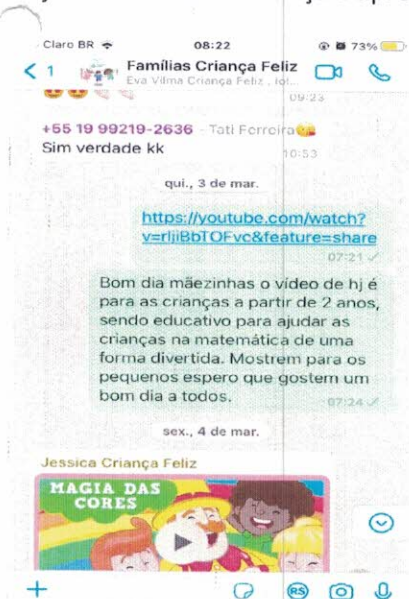 Claro BR 08:22 73%
1 Famílias Criança Feliz
Eva Vilma Criança Feliz
09:23
+55 19 99219-2636 - Tati Ferreira
Sim verdade kk
10:53
qui., 3 de mar.
https://youtube.com/watch?
v=rIjiBbTOFvc&feature=share
07:21
Bom dia mãezinhas o vídeo de hj é
para as crianças a partir de 2 anos,
sendo educativo para ajudar as
crianças na matemática de uma
forma divertida. Mostrem para os
pequenos espero que gostem um
bom dia a todos.
07:24
sex., 4 de mar.
Jessica Criança Feliz
MAGIA DAS
CORES
R$